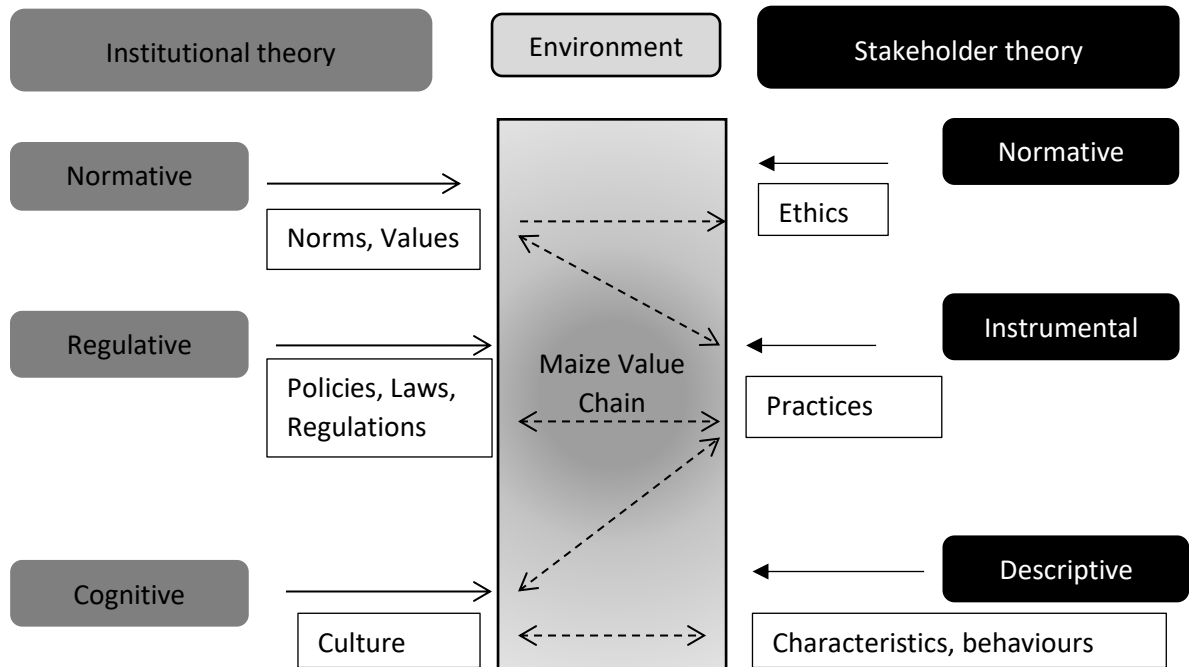 Institutional theory
Environment
Stakeholder theory
Normative
Norms, Values
Normative
Ethics
Regulative
Policies, Laws,
Regulations
Maize Value
Chain
Instrumental
Practices
Cognitive
Culture
Descriptive
Characteristics, behaviours